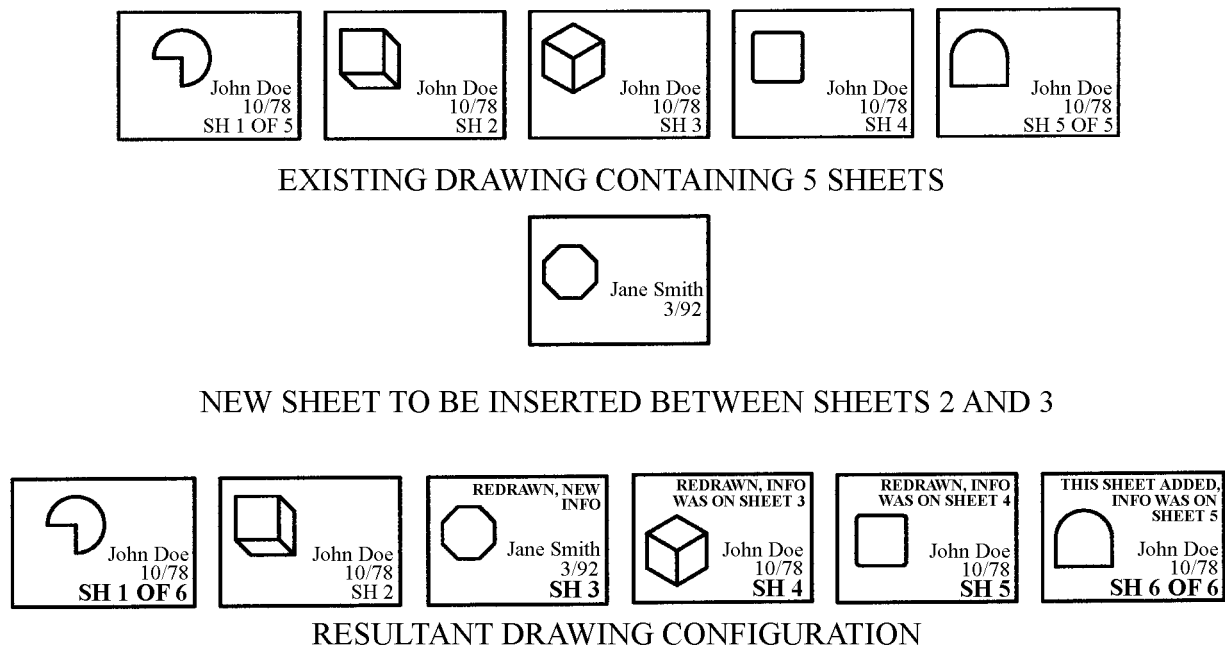 John Doe
10/78
SH 1 OF 5
John Doe
10/78
SH 2
John Doe
10/78
SH 3
John Doe
10/78
SH 4
John Doe
10/78
SH 5 OF 5
EXISTING DRAWING CONTAINING 5 SHEETS
Jane Smith
3/92
NEW SHEET TO BE INSERTED BETWEEN SHEETS 2 AND 3
John Doe
10/78
SH 1 OF 6
John Doe
10/78
SH 2
REDRAWN, NEW
INFO
Jane Smith
3/92
SH 3
REDRAWN, INFO
WAS ON SHEET 3
John Doe
10/78
SH 4
REDRAWN, INFO
WAS ON SHEET 4
John Doe
10/78
SH 5
THIS SHEET ADDED,
INFO WAS ON
SHEET 5
John Doe
10/78
SH 6 OF 6
RESULTANT DRAWING CONFIGURATION